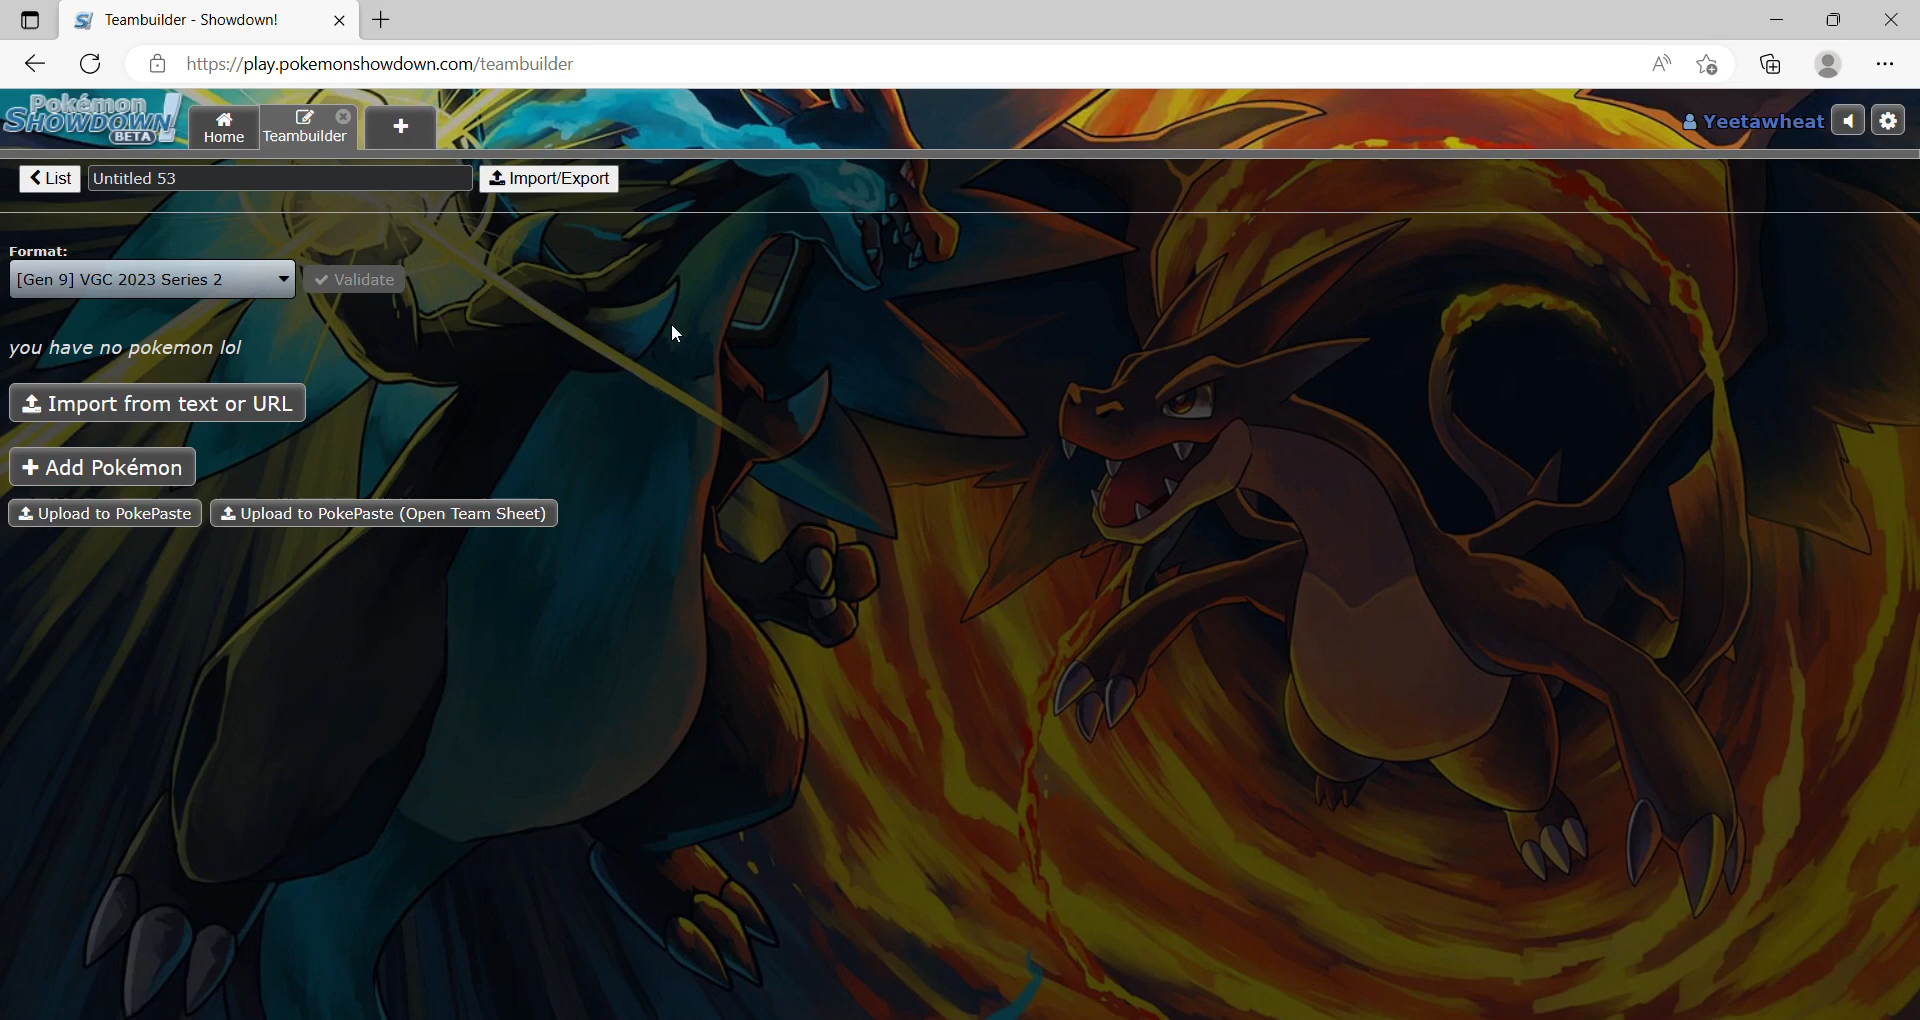 Teambuilder - Showdown!
https://play.pokemonshowdown.com/teambuilder
Pokémon
SHOWDOWN!
BETA
Home
Teambuilder
Yeetawheat
List
Untitled 53
Import/Export
Format:
[Gen 9] VGC 2023 Series 2
Validate
you have no pokemon lol
Import from text or URL
Add Pokémon
Upload to PokePaste
Upload to PokePaste (Open Team Sheet)